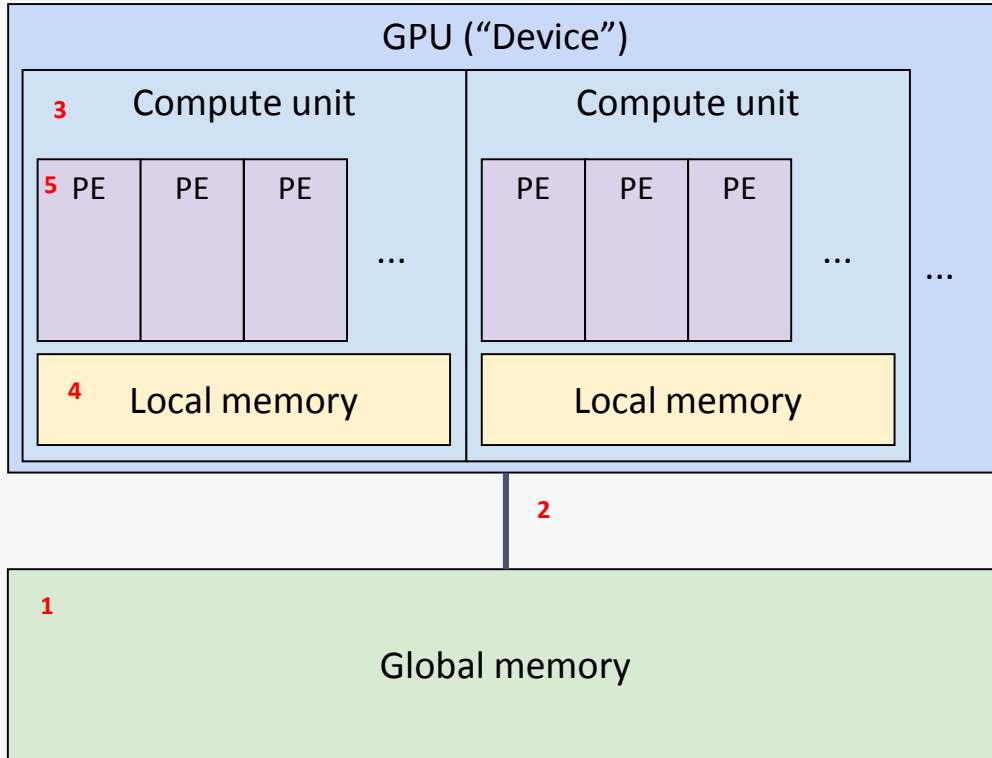 GPU (“Device”)
3
Compute unit
Compute unit
5
PE
PE
PE
...
PE
PE
PE
...
...
4
Local memory
Local memory
2
1
Global memory